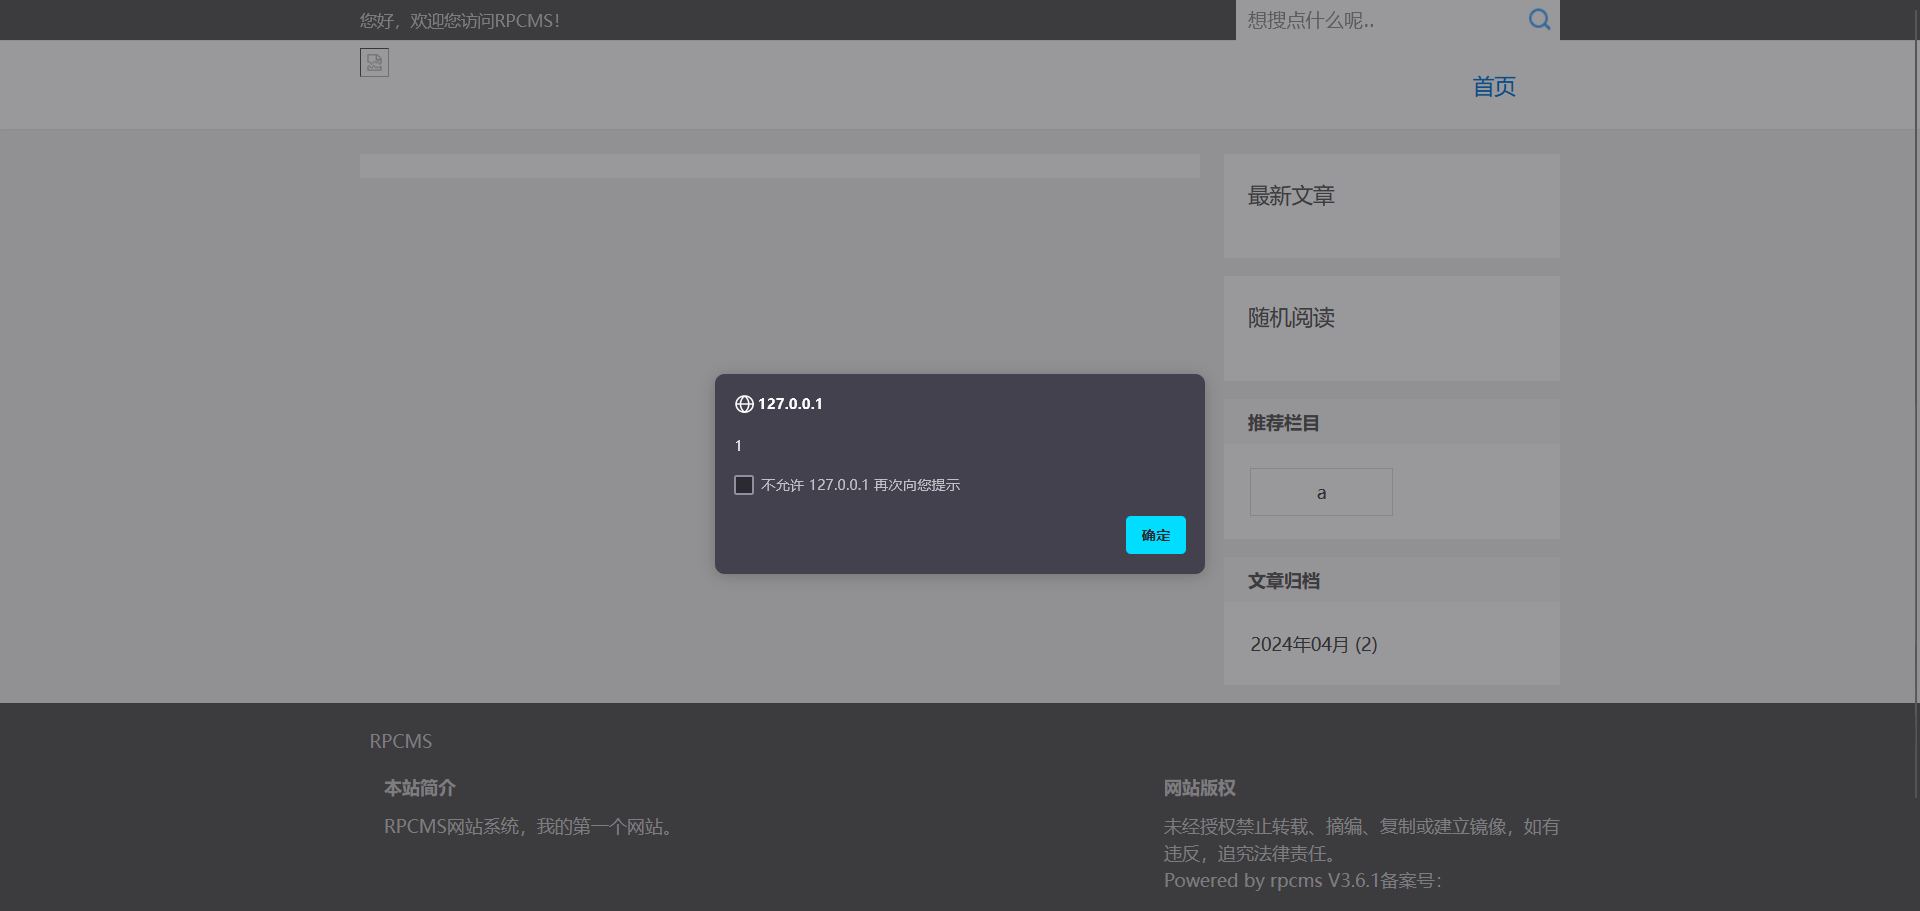 您好，欢迎您访问RPCMS！
想搜点什么呢..
首页
最新文章
随机阅读
推荐栏目
a
文章归档
2024年04月 (2)
127.0.0.1
1
不允许 127.0.0.1 再次向您提示
确定
RPCMS
本站简介
RPCMS网站系统，我的第一个网站。
网站版权
未经授权禁止转载、摘编、复制或建立镜像，如有
违反，追究法律责任。
Powered by rpcms V3.6.1备案号：